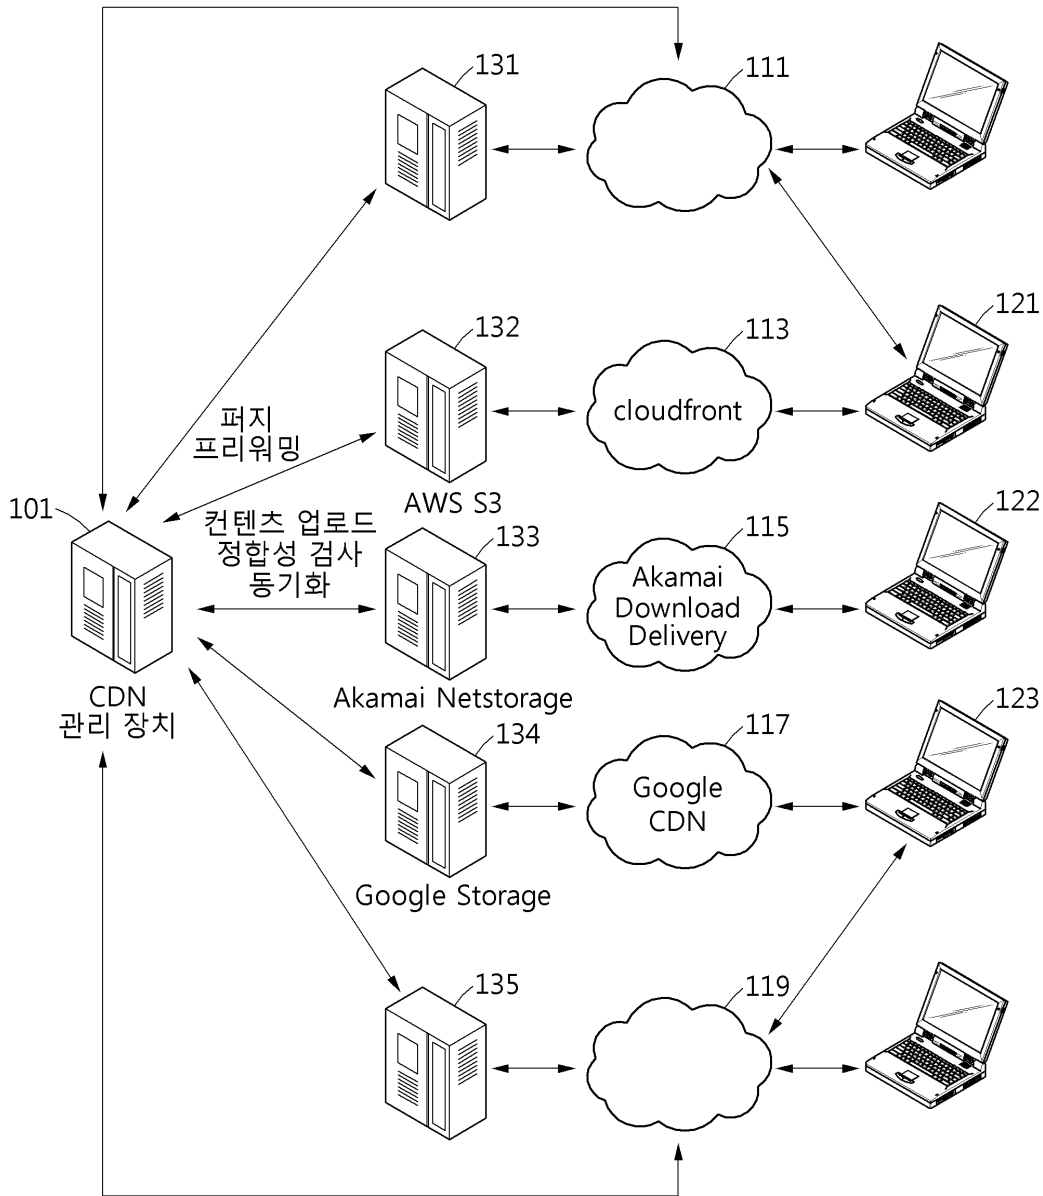 131
111
132
113
121
퍼지
프리워밍
cloudfront
AWS S3
101
컨텐츠 업로드
정합성 검사
동기화
133
115
122
Akamai
Download
Delivery
CDN
관리 장치
Akamai Netstorage
134
117
123
Google
CDN
Google Storage
135
119